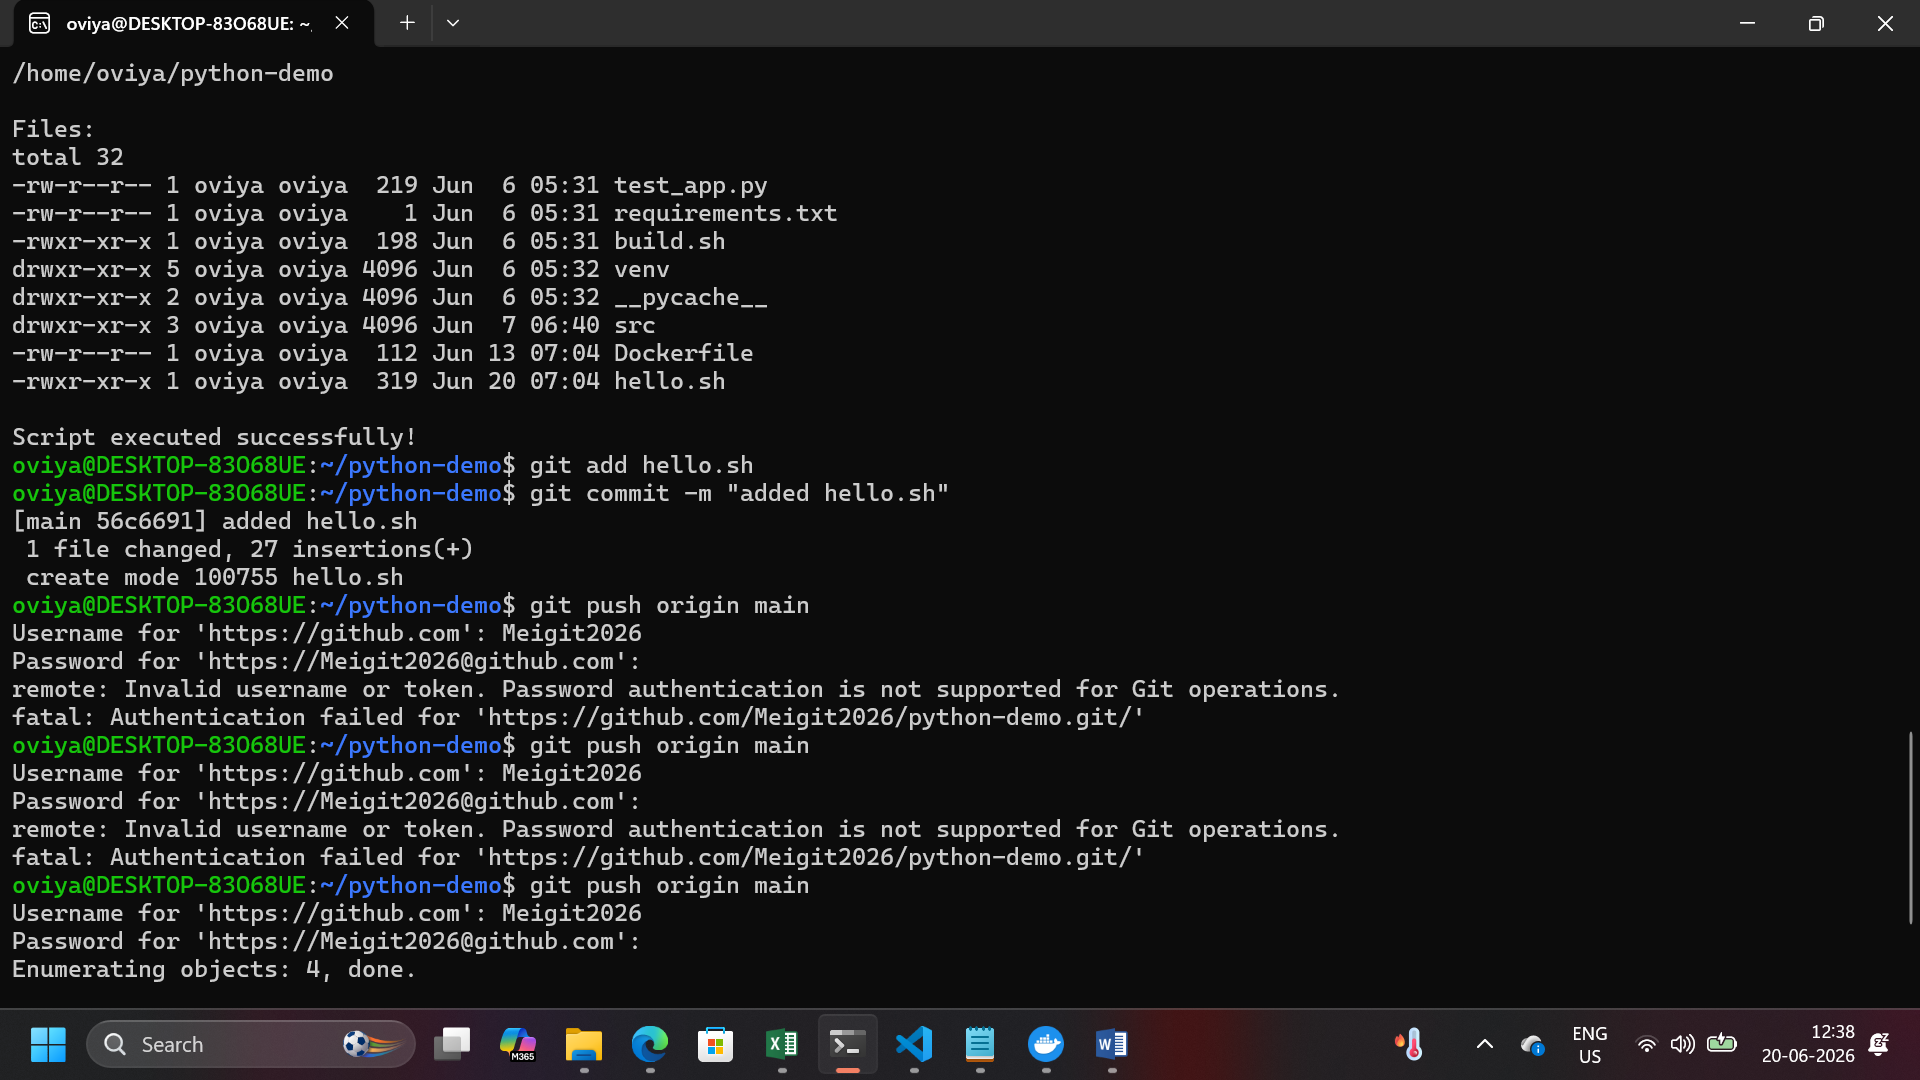 oviya@DESKTOP-83O68UE: ~,
/home/oviya/python-demo
Files:
total 32
-rw-r--r-- 1 oviya oviya  219 Jun  6 05:31 test_app.py
-rw-r--r-- 1 oviya oviya    1 Jun  6 05:31 requirements.txt
-rwxr-xr-x 1 oviya oviya  198 Jun  6 05:31 build.sh
drwxr-xr-x 5 oviya oviya 4096 Jun  6 05:32 venv
drwxr-xr-x 2 oviya oviya 4096 Jun  6 05:32 __pycache__
drwxr-xr-x 3 oviya oviya 4096 Jun  7 06:40 src
-rw-r--r-- 1 oviya oviya  112 Jun 13 07:04 Dockerfile
-rwxr-xr-x 1 oviya oviya  319 Jun 20 07:04 hello.sh
Script executed successfully!
oviya@DESKTOP-83O68UE:~/python-demo$ git add hello.sh
oviya@DESKTOP-83O68UE:~/python-demo$ git commit -m "added hello.sh"
[main 56c6691] added hello.sh
 1 file changed, 27 insertions(+)
 create mode 100755 hello.sh
oviya@DESKTOP-83O68UE:~/python-demo$ git push origin main
Username for 'https://github.com': Meigit2026
Password for 'https://Meigit2026@github.com':
remote: Invalid username or token. Password authentication is not supported for Git operations.
fatal: Authentication failed for 'https://github.com/Meigit2026/python-demo.git/'
oviya@DESKTOP-83O68UE:~/python-demo$ git push origin main
Username for 'https://github.com': Meigit2026
Password for 'https://Meigit2026@github.com':
remote: Invalid username or token. Password authentication is not supported for Git operations.
fatal: Authentication failed for 'https://github.com/Meigit2026/python-demo.git/'
oviya@DESKTOP-83O68UE:~/python-demo$ git push origin main
Username for 'https://github.com': Meigit2026
Password for 'https://Meigit2026@github.com':
Enumerating objects: 4, done.
Search
M365
ENG
US
12:38
20-06-2026